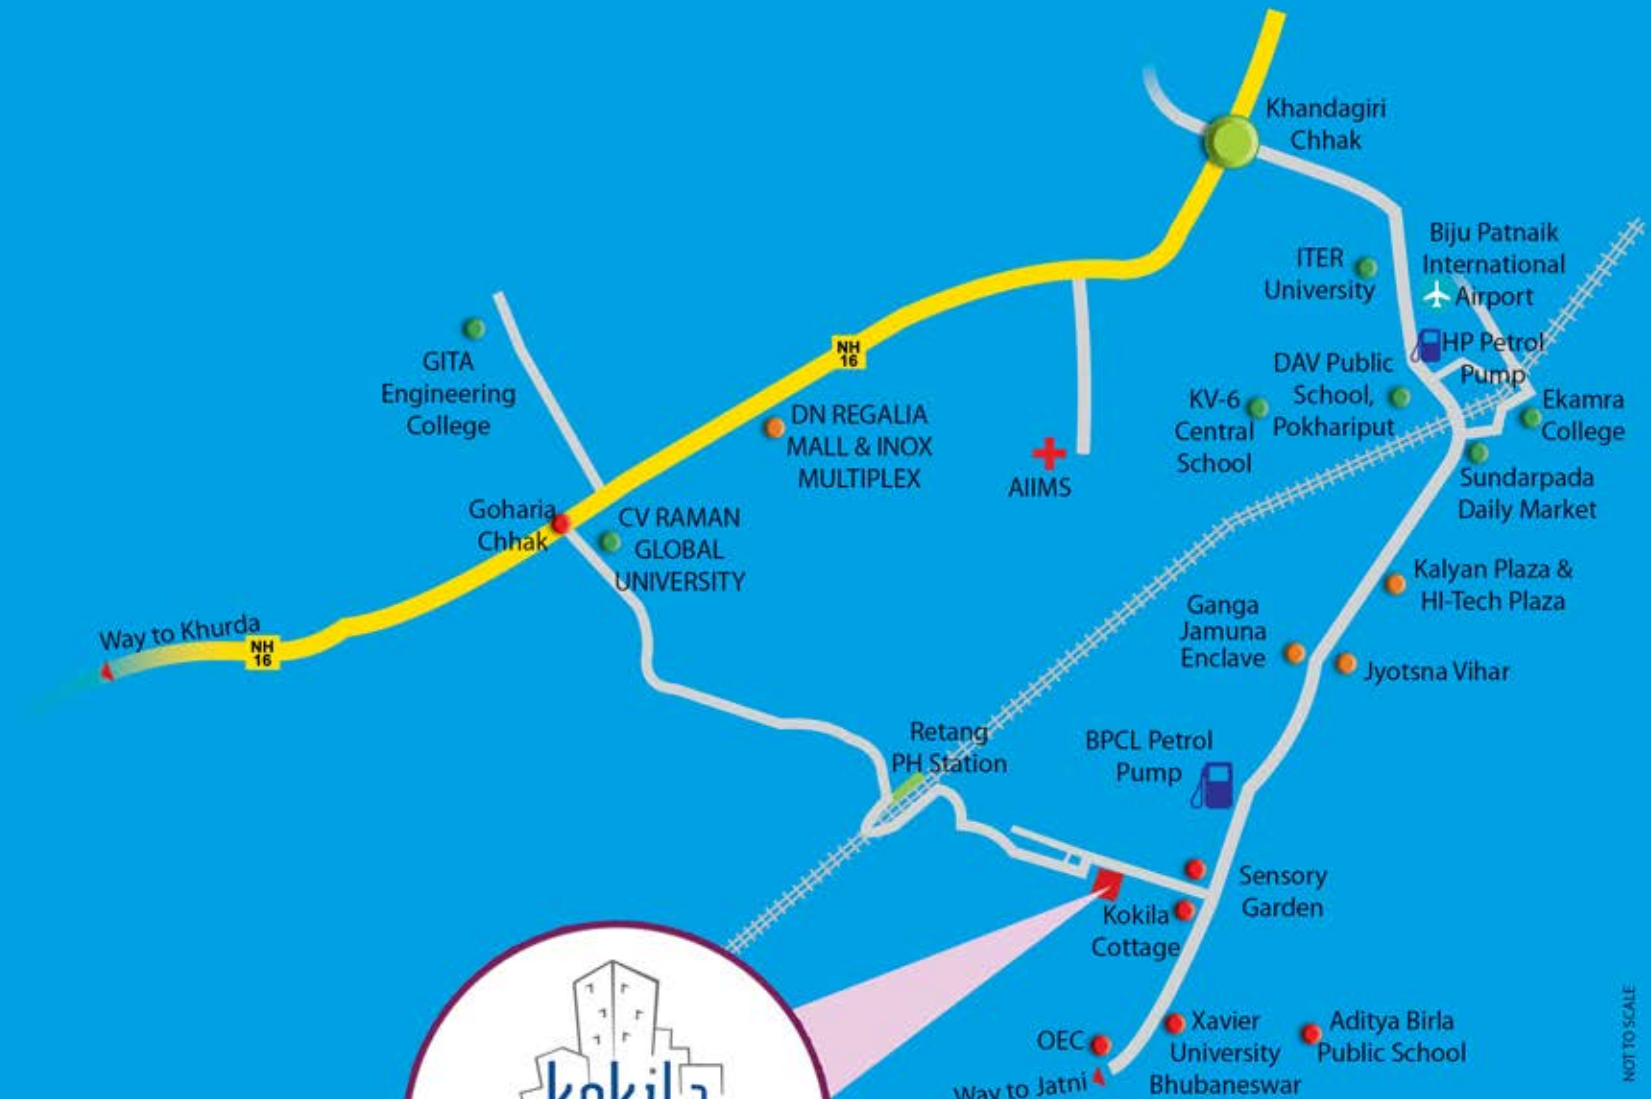 Khandagiri
Chhak
Biju Patnaik
International
Airport
ITER
University
HP Petrol
Pump
DAV Public
School,
Pokhariput
KV-6
Central
School
Ekamra
College
Sundarpada
Daily Market
NH
16
GITA
Engineering
College
DN REGALIA
MALL & INOX
MULTIPLEX
AIIMS
Goharia
Chhak
CV RAMAN
GLOBAL
UNIVERSITY
Kalyan Plaza &
HI-Tech Plaza
Ganga
Jamuna
Enclave
Jyotsna Vihar
Way to Khurda
NH
16
Retang
PH Station
BPCL Petrol
Pump
Sensory
Garden
Kokila
Cottage
OEC
Xavier
University
Bhubaneswar
Aditya Birla
Public School
Way to Jatni
kokila
NOT TO SCALE